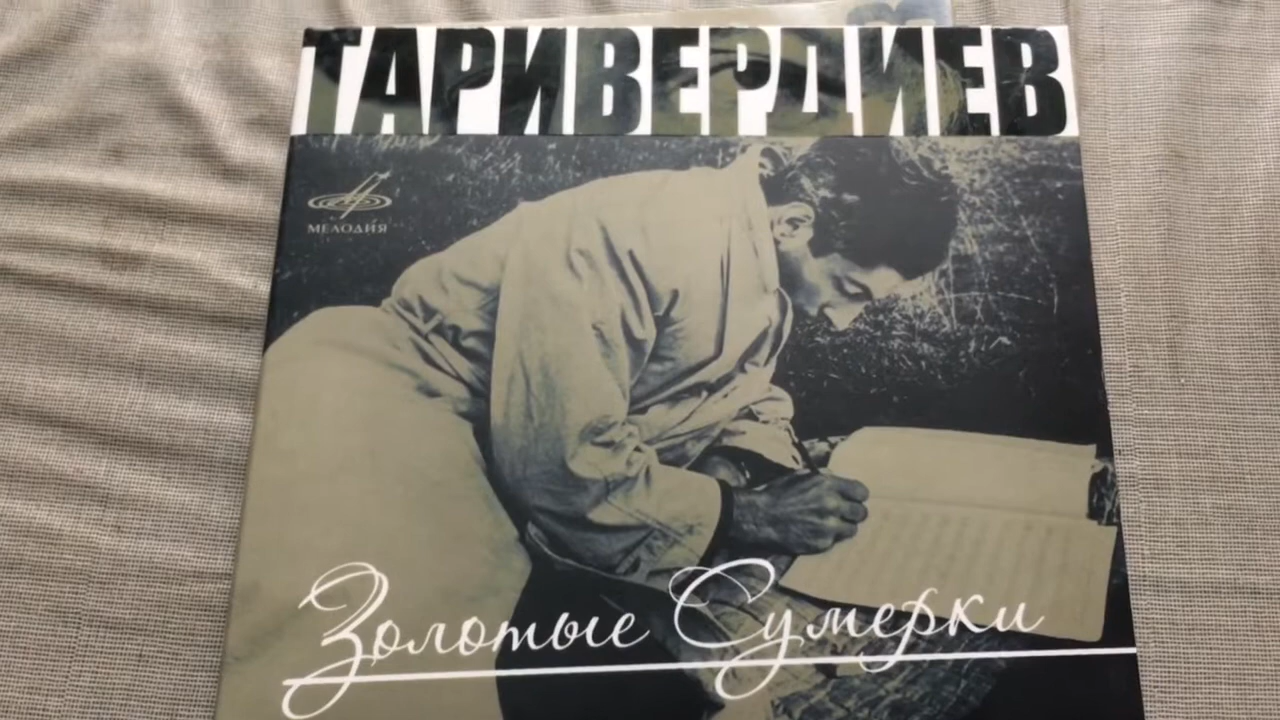 ТАРИВЕРДИЕВ
МЕЛОДИЯ
Золотые Сумерки